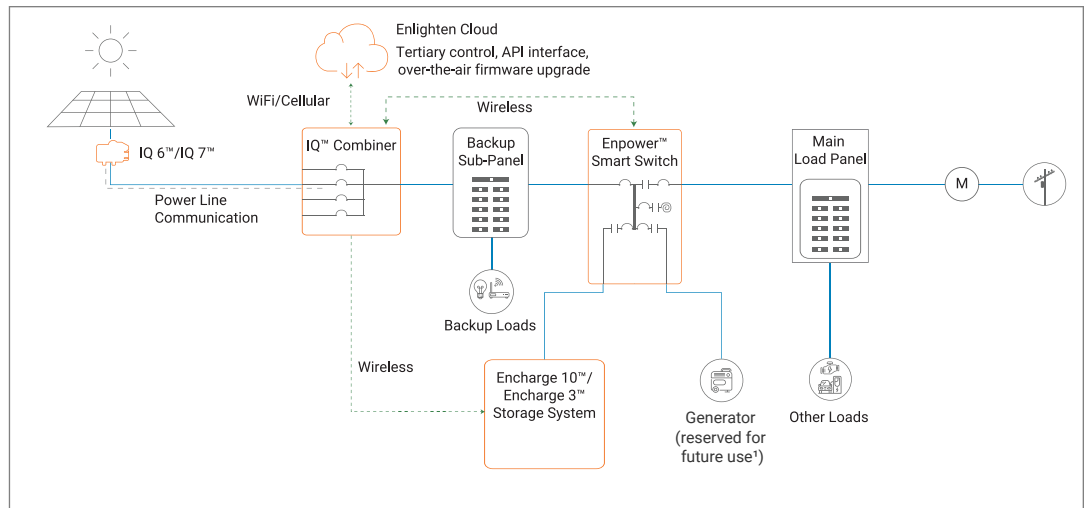 Enlighten Cloud
Tertiary control, API interface,
over-the-air firmware upgrade
WiFi/Cellular
Wireless
IQ 6™/IQ 7™
Power Line
Communication
IQ™ Combiner
Backup
Sub-Panel
Enpower™
Smart Switch
Main
Load Panel
M
Backup Loads
Wireless
Encharge 10™/
Encharge 3™
Storage System
Generator
(reserved for
future use¹)
Other Loads